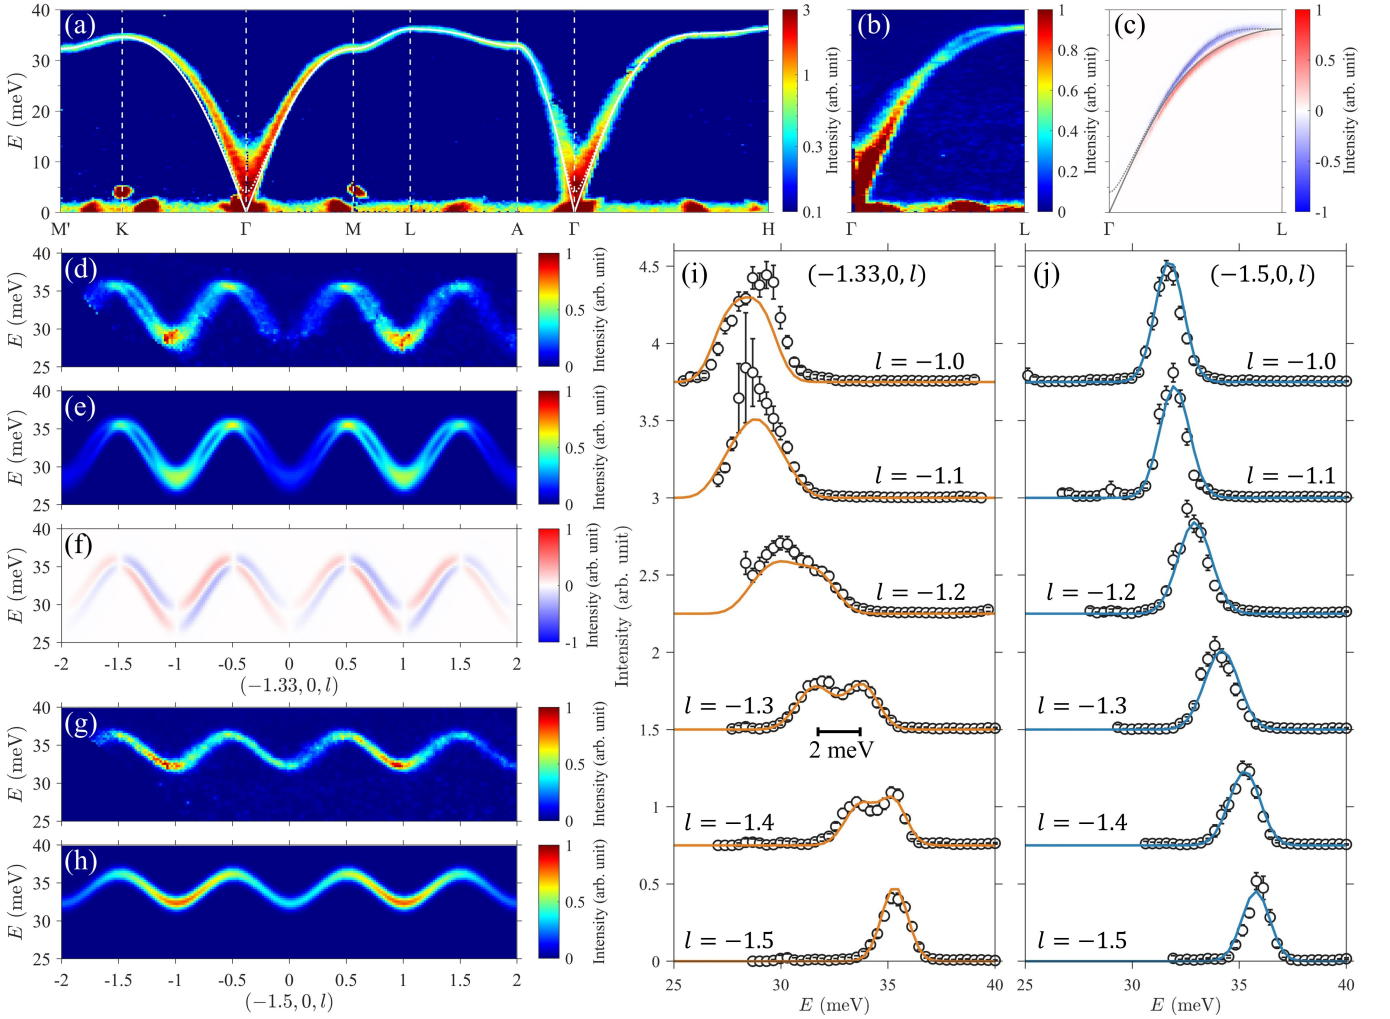 (a)
E (meV)
40
30
20
10
0
M' K Γ M L A Γ H
3
1
0.3
0.1
Intensity (arb. unit)
(b)
Γ L
1
0.8
0.6
0.4
0.2
0
Intensity (arb. unit)
(c)
Γ L
1
0.5
0
-0.5
-1
Intensity (arb. unit)
(d)
E (meV)
40
35
30
25
1
0.5
0
Intensity (arb. unit)
(e)
E (meV)
40
35
30
25
1
0.5
0
Intensity (arb. unit)
(f)
E (meV)
40
35
30
25
1
0
-1
Intensity (arb. unit)
-2 -1.5 -1 -0.5 0 0.5 1 1.5 2
(−1.33,0, l)
(g)
E (meV)
40
35
30
25
1
0.5
0
Intensity (arb. unit)
(h)
E (meV)
40
35
30
25
1
0.5
0
Intensity (arb. unit)
-2 -1.5 -1 -0.5 0 0.5 1 1.5 2
(−1.5,0, l)
(i) (−1.33,0, l)
Intensity (arb. unit)
4.5
4
3.5
3
2.5
2
1.5
1
0.5
0
l = −1.0
l = −1.1
l = −1.2
l = −1.3
2 meV
l = −1.4
l = −1.5
25 30 35 40
E (meV)
(j) (−1.5,0, l)
l = −1.0
l = −1.1
l = −1.2
l = −1.3
l = −1.4
l = −1.5
25 30 35 40
E (meV)